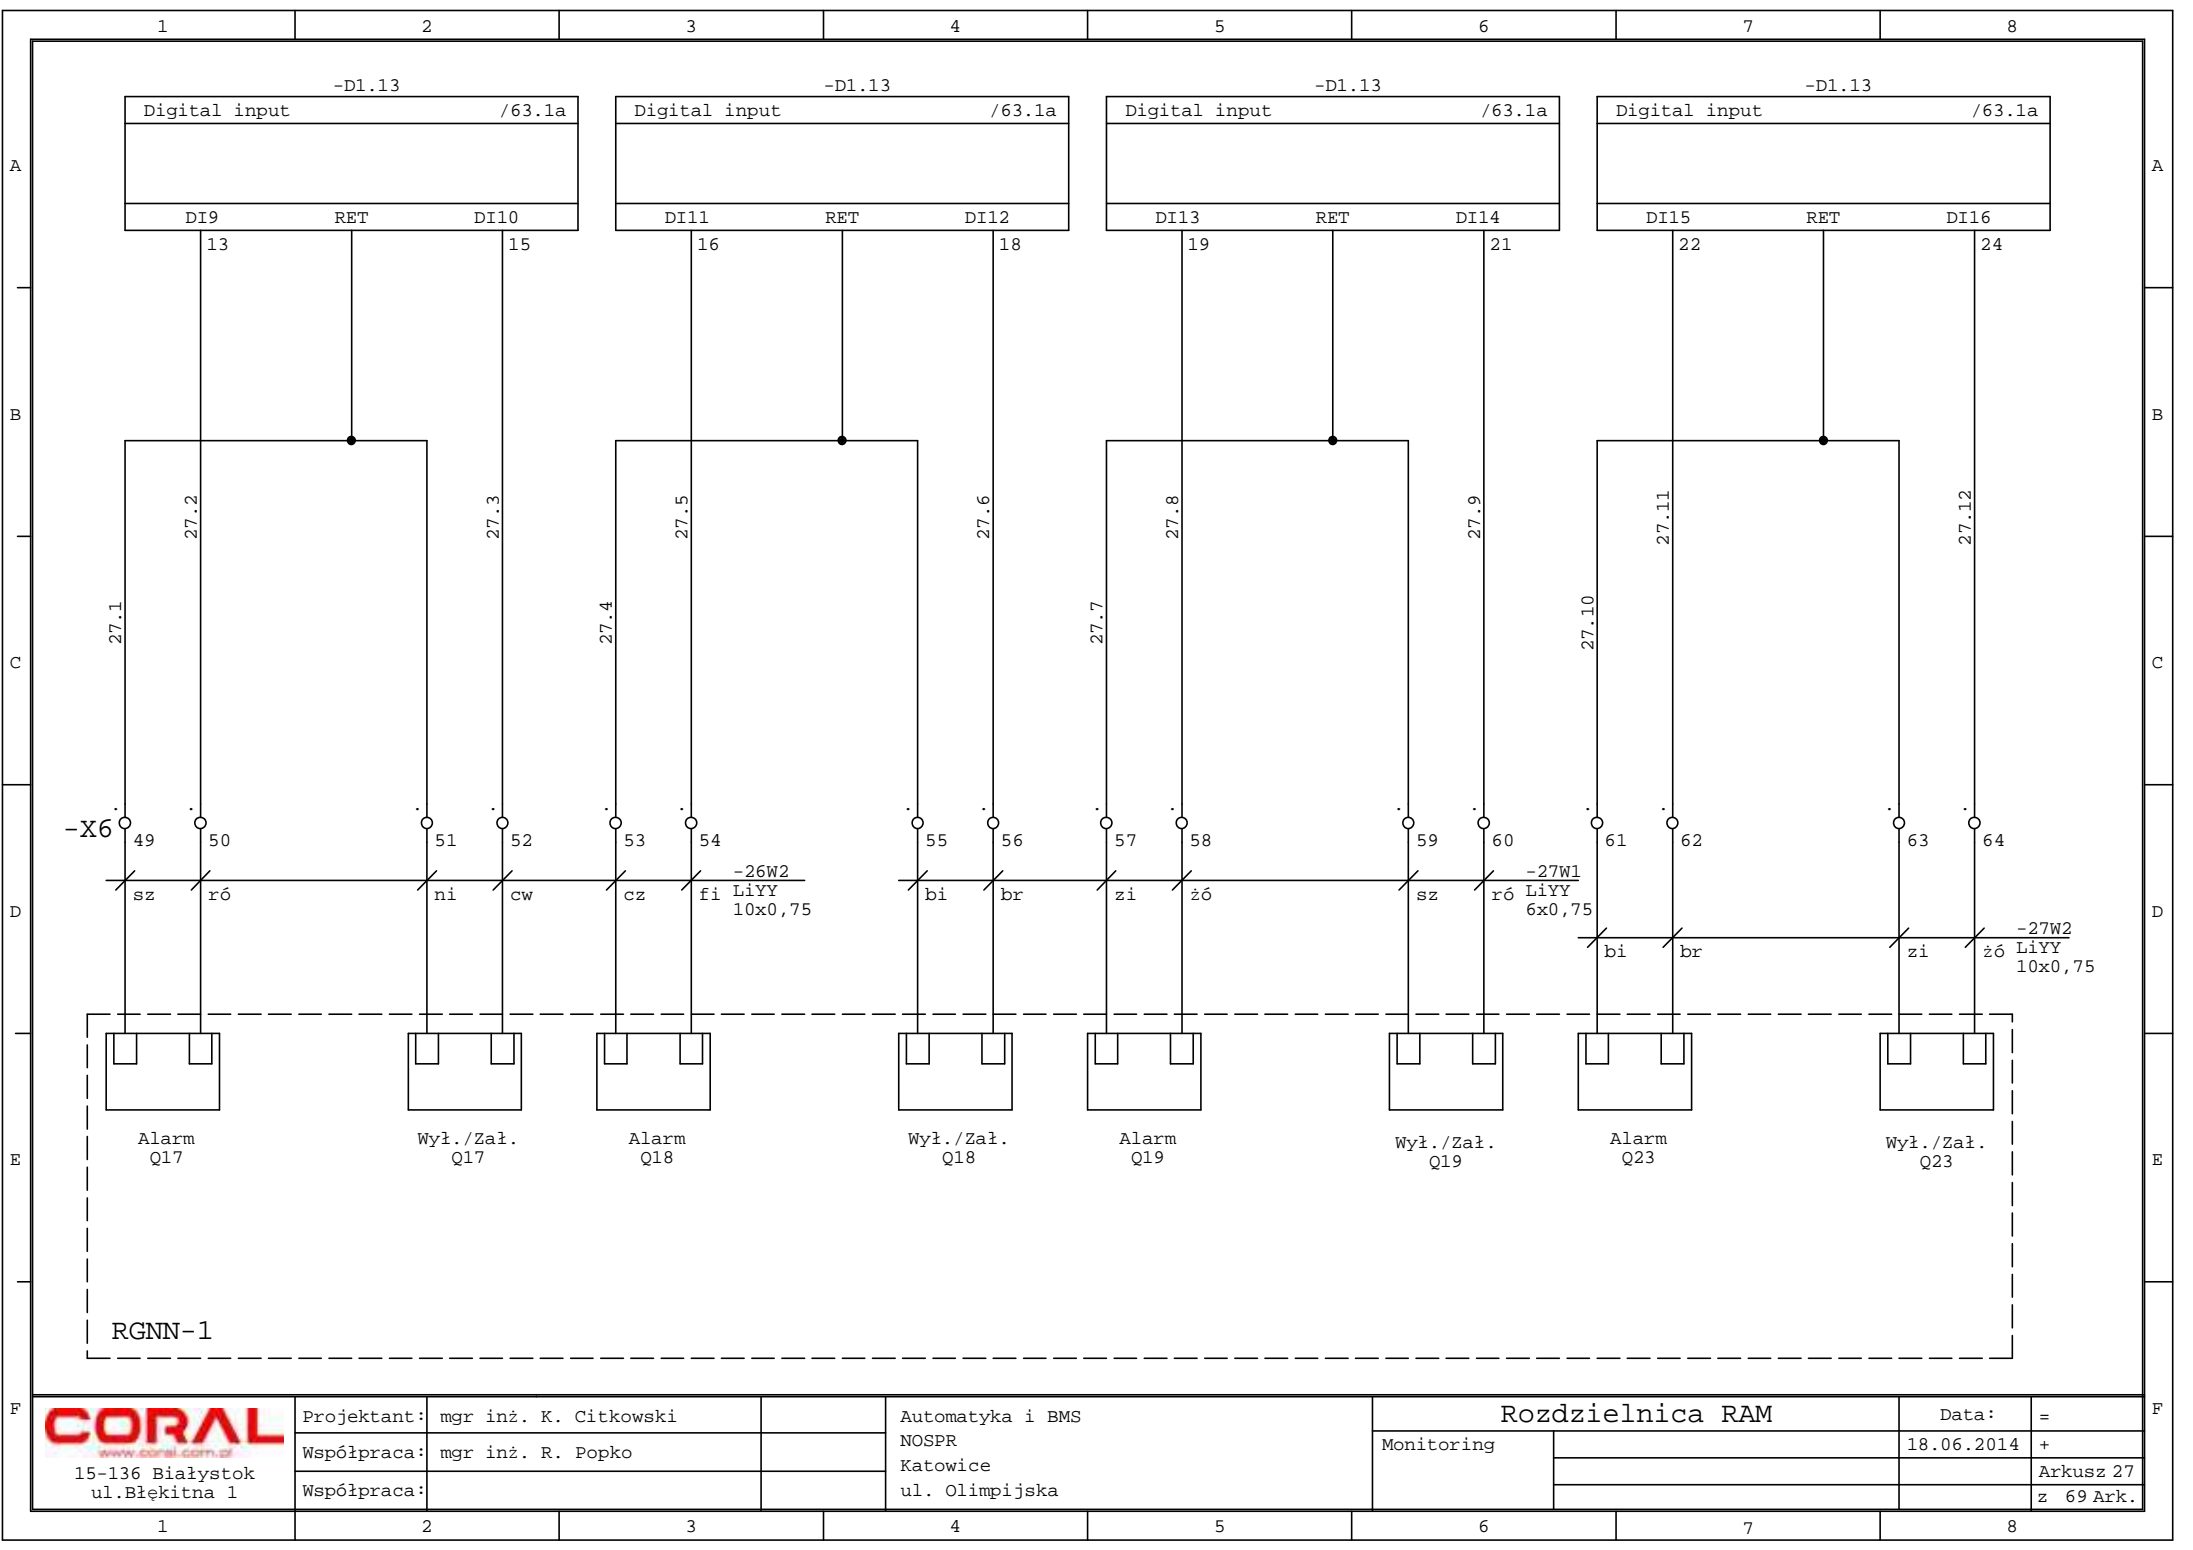 1 2 3 4 5 6 7 8
-D1.13 -D1.13 -D1.13 -D1.13
Digital input /63.1a Digital input /63.1a Digital input /63.1a Digital input /63.1a
A A
DI9 RET DI10 DI11 RET DI12 DI13 RET DI14 DI15 RET DI16
13 15 16 18 19 21 22 24
B B
27.2 27.3 27.5 27.6 27.8 27.9 27.11 27.12
27.1 27.4 27.7 27.10
C C
-X6
49 50 51 52 53 54 55 56 57 58 59 60 61 62 63 64
-26W2 -27W1
sz ró ni cw cz fi LiYY bi br zi żó sz ró LiYY
D 10x0,75 6x0,75 D
-27W2
bi br zi żó LiYY
10x0,75
Alarm Wył./Zał. Alarm Wył./Zał. Alarm Wył./Zał. Alarm Wył./Zał.
Q17 Q17 Q18 Q18 Q19 Q19 Q23 Q23
E E
RGNN-1
F F
CORAL
www.coral.com.pl
15-136 Białystok
ul.Błękitna 1
Projektant: mgr inż. K. Citkowski
Współpraca: mgr inż. R. Popko
Współpraca:
Automatyka i BMS
NOSPR
Katowice
ul. Olimpijska
Rozdzielnica RAM
Monitoring
Data: =
18.06.2014 +
Arkusz 27
z 69 Ark.
1 2 3 4 5 6 7 8